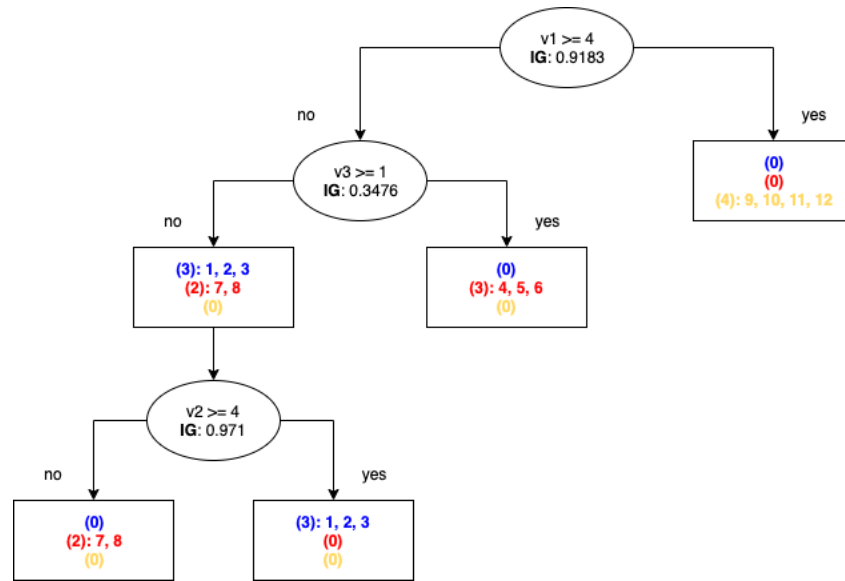 v1 >= 4
IG: 0.9183
no
yes
v3 >= 1
IG: 0.3476
(0)
(0)
(4): 9, 10, 11, 12
no
yes
(3): 1, 2, 3
(2): 7, 8
(0)
(0)
(3): 4, 5, 6
(0)
v2 >= 4
IG: 0.971
no
yes
(0)
(2): 7, 8
(0)
(3): 1, 2, 3
(0)
(0)